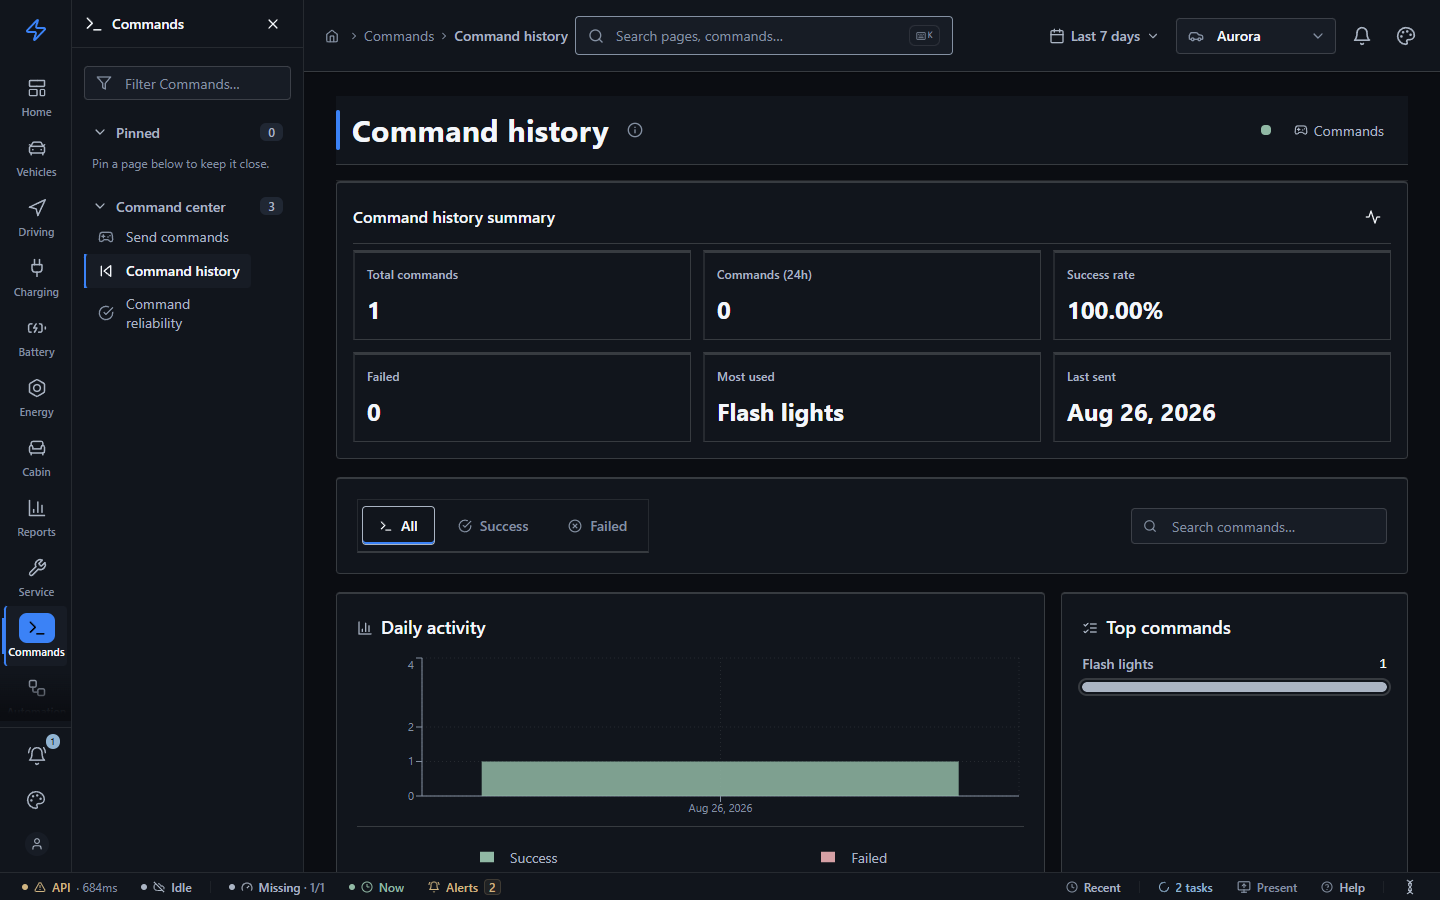 Home
Vehicles
Driving
Charging
Battery
Energy
Cabin
Reports
Service
Commands
1
Commands
Filter Commands...
Pinned
0
Pin a page below to keep it close.
Command center
3
Send commands
Command history
Command
reliability
Commands
Command history
Search pages, commands...
K
Last 7 days
Aurora
Command history
Commands
Command history summary
Total commands
1
Commands (24h)
0
Success rate
100.00%
Failed
0
Most used
Flash lights
Last sent
Aug 26, 2026
All
Success
Failed
Search commands...
Daily activity
4
2
1
0
Aug 26, 2026
Success
Failed
Top commands
Flash lights
1
API · 684ms
Idle
Missing · 1/1
Now
Alerts
2
Recent
2 tasks
Present
Help